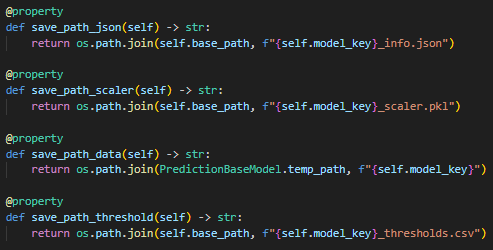 @property
def save_path_json(self) -> str:
    return os.path.join(self.base_path, f"{self.model_key}_info.json")
@property
def save_path_scaler(self) -> str:
    return os.path.join(self.base_path, f"{self.model_key}_scaler.pkl")
@property
def save_path_data(self) -> str:
    return os.path.join(PredictionBaseModel.temp_path, f"{self.model_key}")
@property
def save_path_threshold(self) -> str:
    return os.path.join(self.base_path, f"{self.model_key}_thresholds.csv")